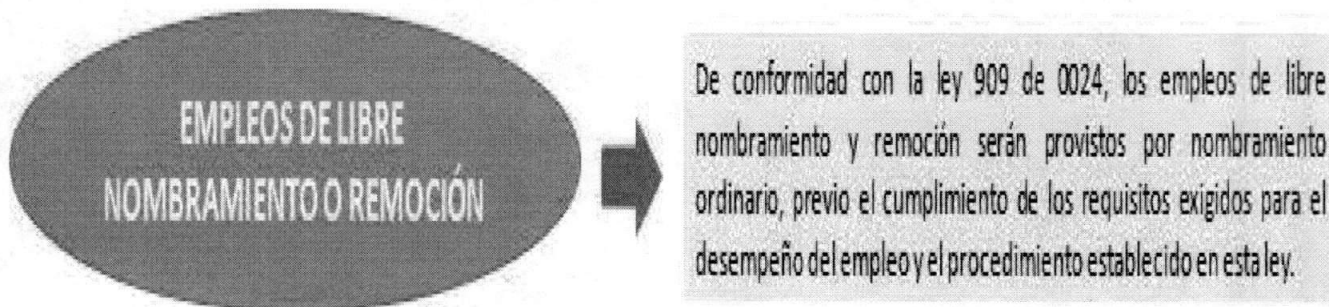 EMPLEOS DE LIBRE
NOMBRAMIENTO O REMOCIÓN
De conformidad con la ley 909 de 0024, los empleos de libre
nombramiento y remoción serán provistos por nombramiento
ordinario, previo el cumplimiento de los requisitos exigidos para el
desempeño del empleo y el procedimiento establecido en esta ley.